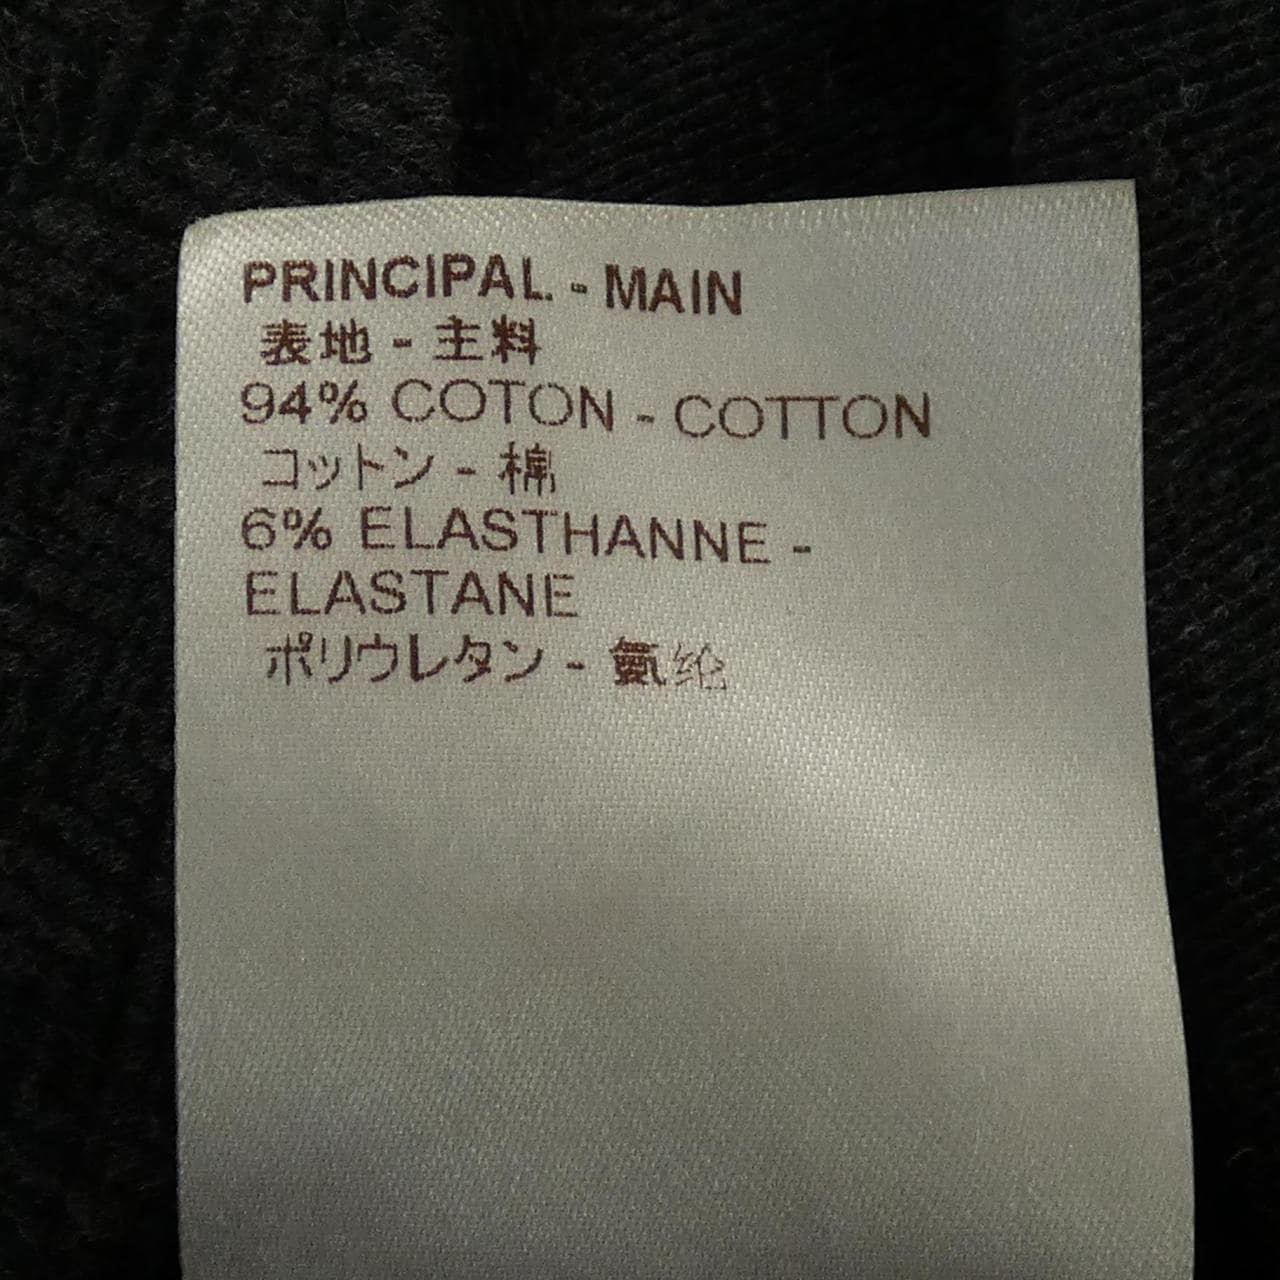 PRINCIPAL - MAIN
表地 - 主料
94% COTON - COTTON
コットン - 棉
6% ELASTHANNE -
ELASTANE
ポリウレタン - 氨纶